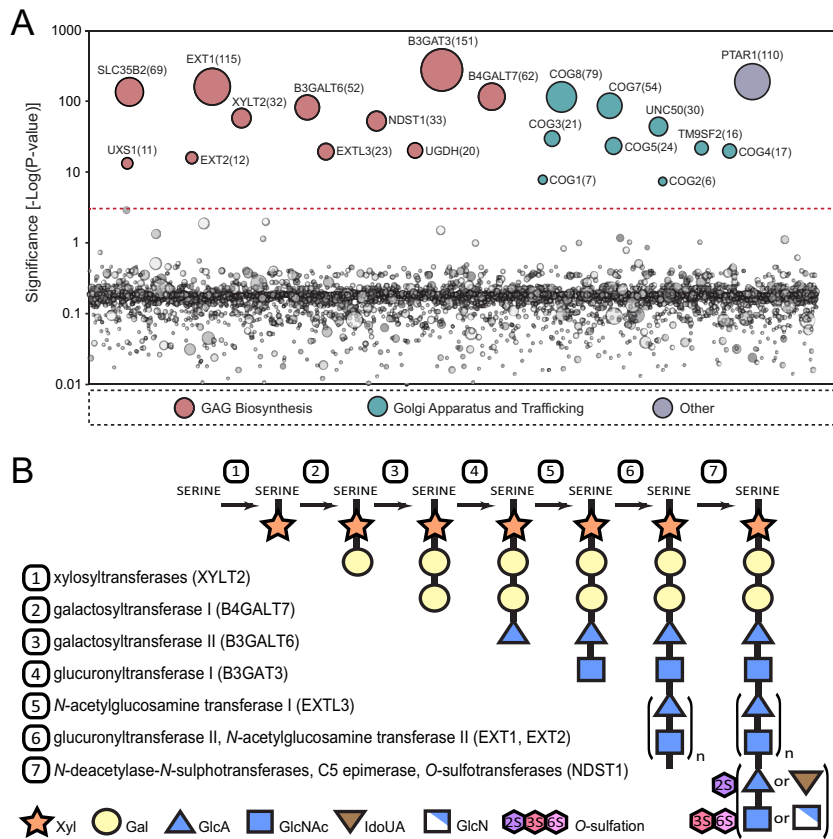 A
Significance [-Log(P-value)]
1000
100
10
1
0.1
0.01
B3GAT3(151)
EXT1(115)
PTAR1(110)
SLC35B2(69)
B4GALT7(62)
COG8(79)
B3GALT6(52)
COG7(54)
XYLT2(32)
NDST1(33)
UNC50(30)
COG3(21)
TM9SF2(16)
UXS1(11)
EXT2(12)
EXTL3(23)
UGDH(20)
COG5(24)
COG4(17)
COG1(7)
COG2(6)
GAG Biosynthesis
Golgi Apparatus and Trafficking
Other
B
1 2 3 4 5 6 7
SERINE SERINE SERINE SERINE SERINE SERINE SERINE SERINE
1 xylosyltransferases (XYLT2)
2 galactosyltransferase I (B4GALT7)
3 galactosyltransferase II (B3GALT6)
4 glucuronyltransferase I (B3GAT3)
5 N-acetylglucosamine transferase I (EXTL3)
6 glucuronyltransferase II, N-acetylglucosamine transferase II (EXT1, EXT2)
7 N-deacetylase-N-sulphotransferases, C5 epimerase, O-sulfotransferases (NDST1)
n
n
2S or
3S 6S or
n
Xyl Gal GlcA GlcNAc IdoUA GlcN 2S 3S 6S O-sulfation